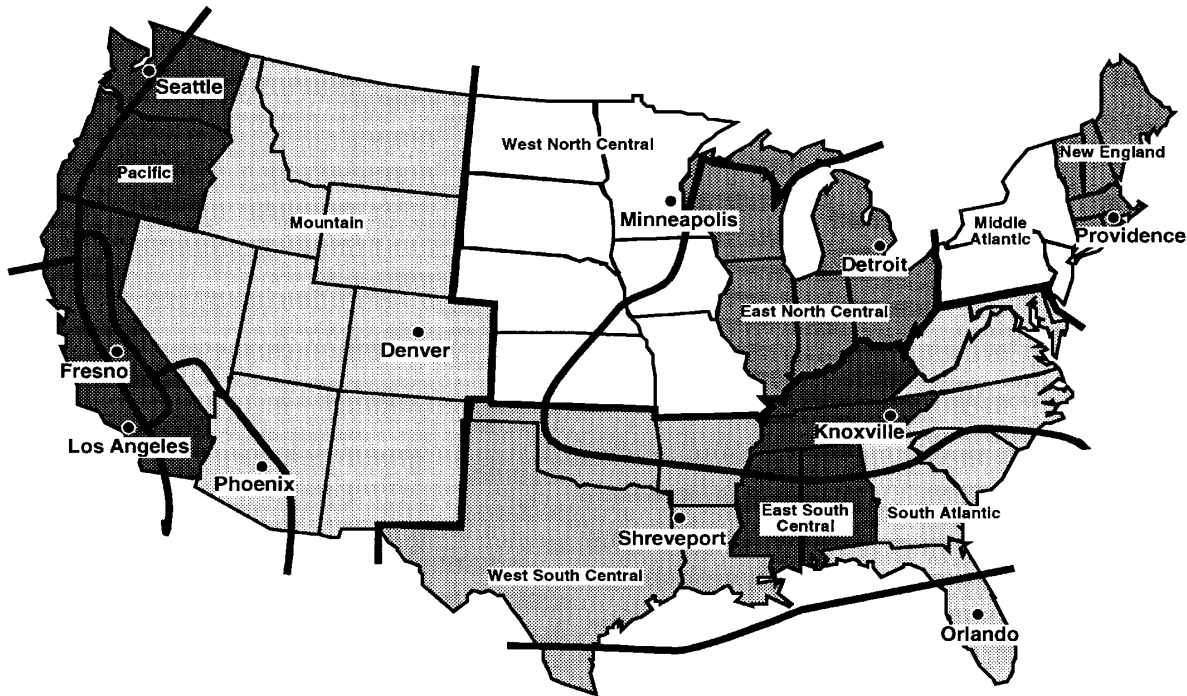 Seattle
West North Central
New England
Pacific
Minneapolis
Mountain
Middle
Atlantic
Providence
Detroit
East North Central
Denver
Fresno
Los Angeles
Knoxville
Phoenix
East South
Central
South Atlantic
Shreveport
West South Central
Orlando